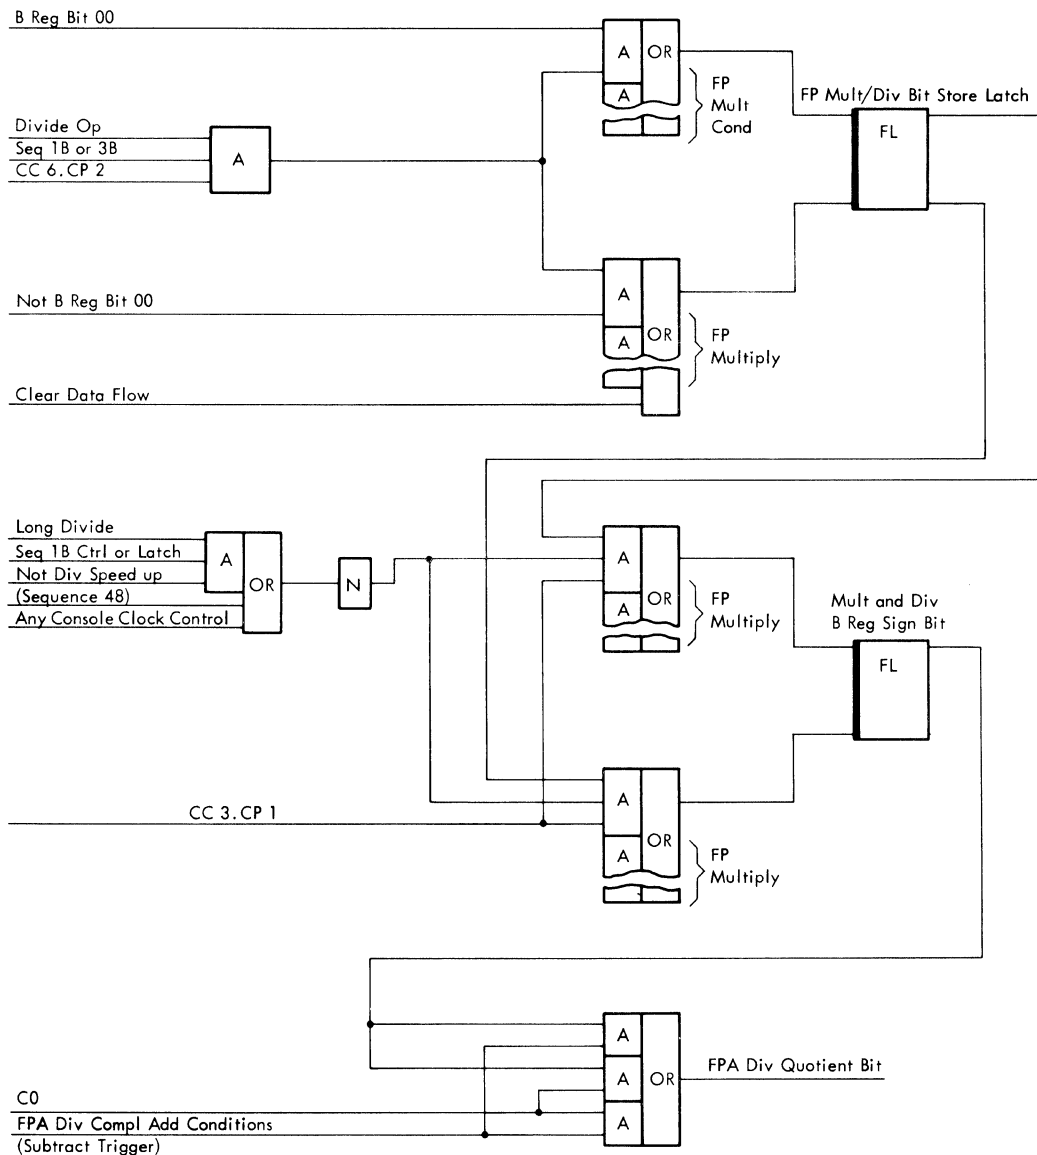 B Reg Bit 00
A
OR
FP
Mult
Cond
A
FP Mult/Div Bit Store Latch
FL
Divide Op
Seq 1B or 3B
CC 6.CP 2
A
Not B Reg Bit 00
A
OR
A
FP
Multiply
Clear Data Flow
Long Divide
Seq 1B Ctrl or Latch
Not Div Speed up
(Sequence 48)
Any Console Clock Control
A
OR
N
A
A
OR
FP
Multiply
Mult and Div
B Reg Sign Bit
FL
CC 3.CP 1
A
OR
A
FP
Multiply
A
A
OR
A
FPA Div Quotient Bit
C0
FPA Div Compl Add Conditions
(Subtract Trigger)